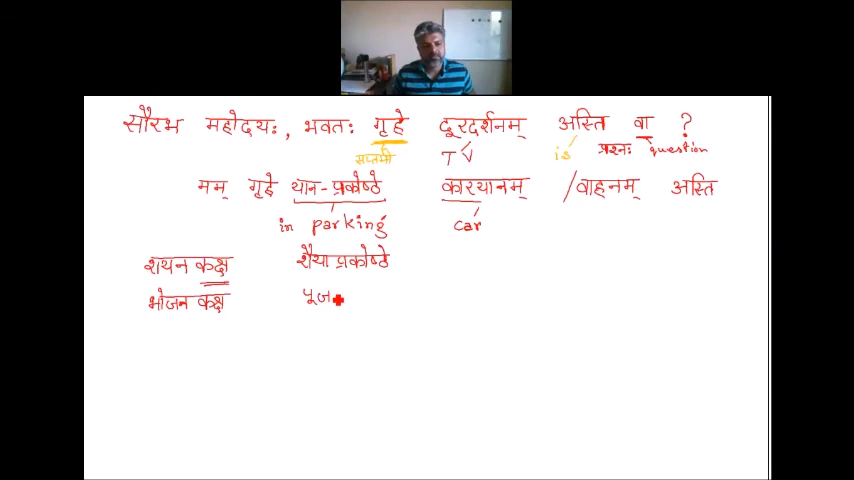 सौरभ महोदयः, भवतः गृहे दूरदर्शनम् अस्ति वा ?
सप्तमी TV is प्रश्नः question
मम् गृहे यान-प्रकोष्ठे कारयानम् /वाहनम् अस्ति
in parking car
शयन कक्ष शैया प्रकोष्ठे
भोजन कक्ष पूज